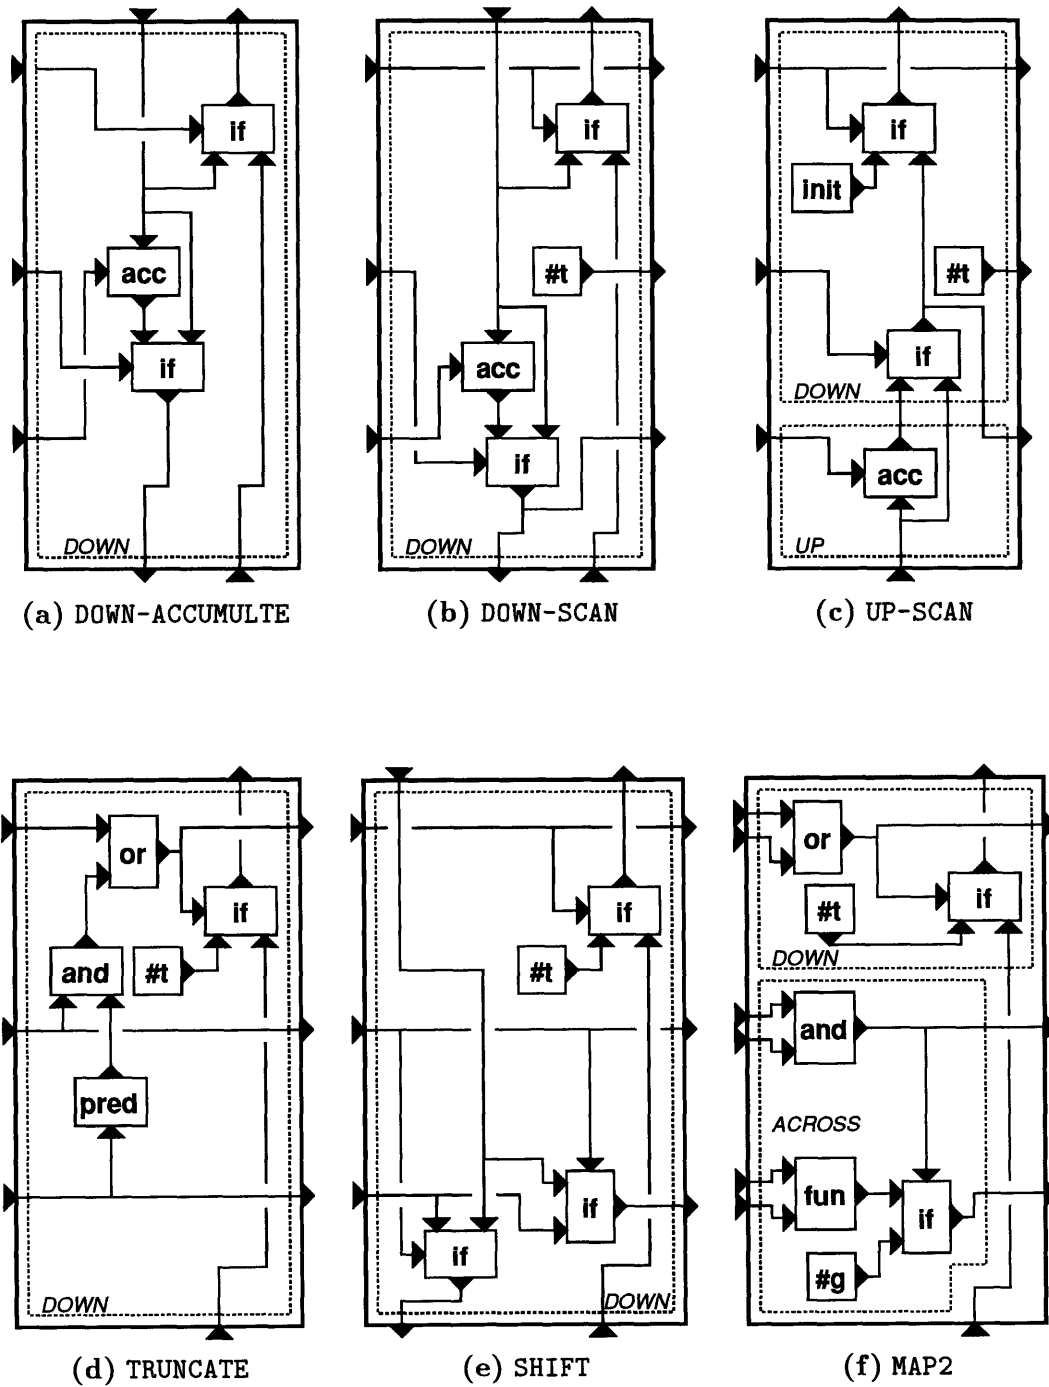 if
acc
if
DOWN
(a) DOWN-ACCUMULTE
if
#t
acc
if
DOWN
(b) DOWN-SCAN
if
init
#t
if
DOWN
acc
UP
(c) UP-SCAN
or
if
and
#t
pred
DOWN
(d) TRUNCATE
if
#t
if
if
DOWN
(e) SHIFT
or
#t
if
DOWN
and
ACROSS
fun
if
#g
(f) MAP2